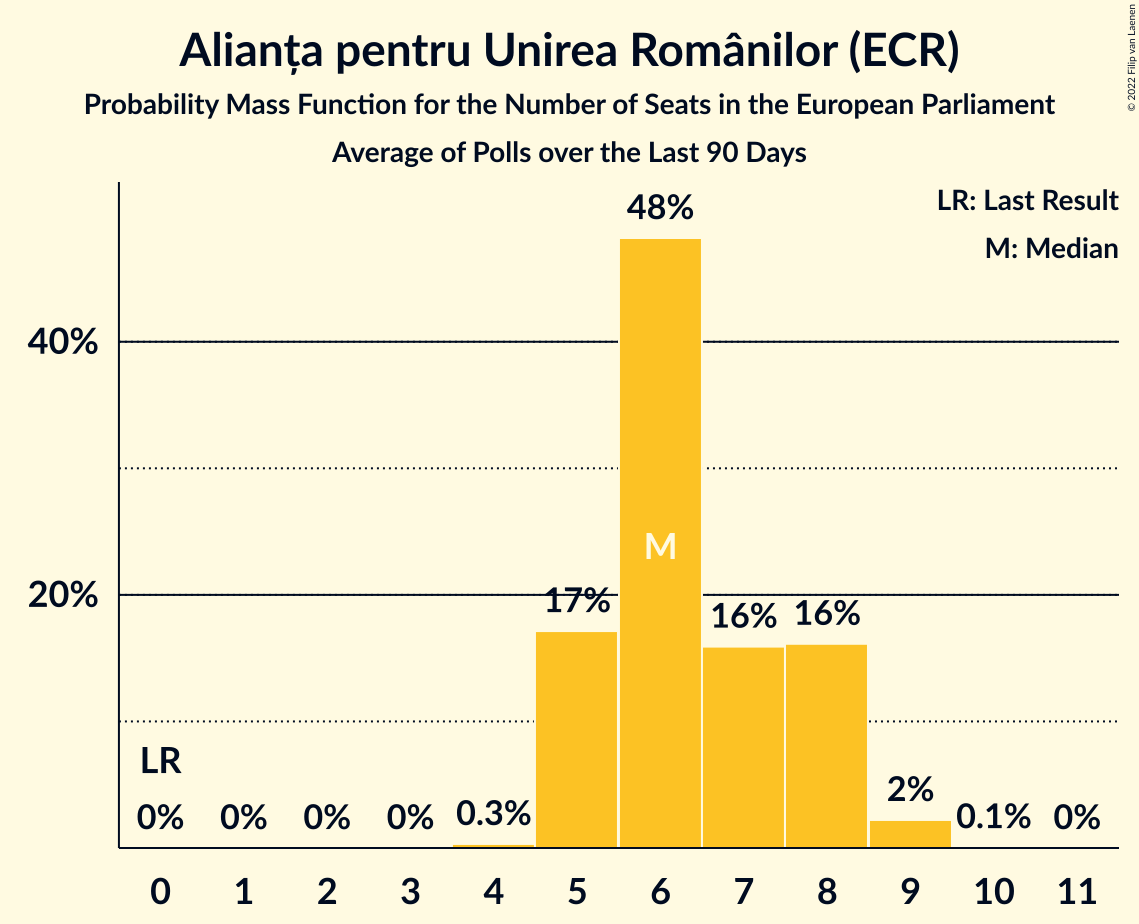 Alianța pentru Unirea Românilor (ECR)
Probability Mass Function for the Number of Seats in the European Parliament
Average of Polls over the Last 90 Days
© 2022 Filip van Laenen
LR: Last Result
M: Median
48%
40%
M
20%
17%
16%
16%
LR
0%
0%
0%
0%
0.3%
2%
0.1%
0%
0 1 2 3 4 5 6 7 8 9 10 11